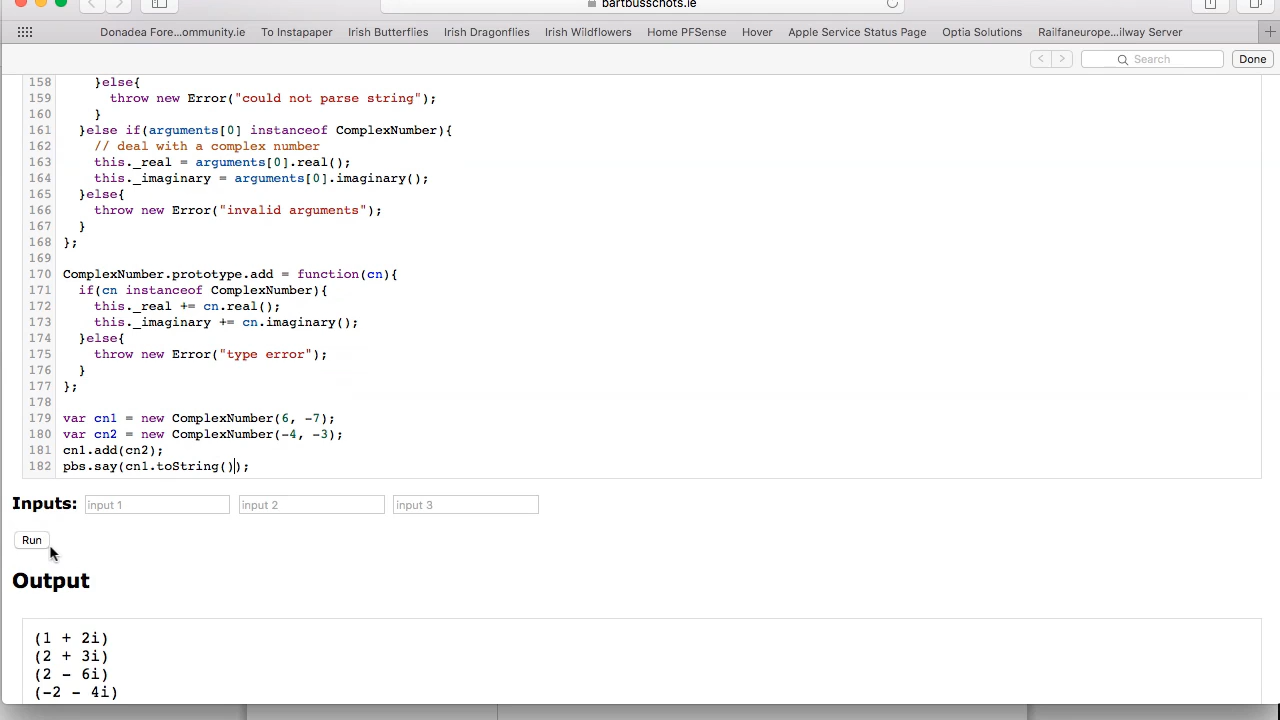 bartbusschots.ie
Donadea Fore...ommunity.ie To Instapaper Irish Butterflies Irish Dragonflies Irish Wildflowers Home PFSense Hover Apple Service Status Page Optia Solutions Railfaneurope...ilway Server
Search Done
158     }else{
159       throw new Error("could not parse string");
160     }
161   }else if(arguments[0] instanceof ComplexNumber){
162     // deal with a complex number
163     this._real = arguments[0].real();
164     this._imaginary = arguments[0].imaginary();
165   }else{
166     throw new Error("invalid arguments");
167   }
168 };
169
170 ComplexNumber.prototype.add = function(cn){
171   if(cn instanceof ComplexNumber){
172     this._real += cn.real();
173     this._imaginary += cn.imaginary();
174   }else{
175     throw new Error("type error");
176   }
177 };
178
179 var cn1 = new ComplexNumber(6, -7);
180 var cn2 = new ComplexNumber(-4, -3);
181 cn1.add(cn2);
182 pbs.say(cn1.toString());
Inputs: input 1 input 2 input 3
Run
Output
(1 + 2i)
(2 + 3i)
(2 - 6i)
(-2 - 4i)